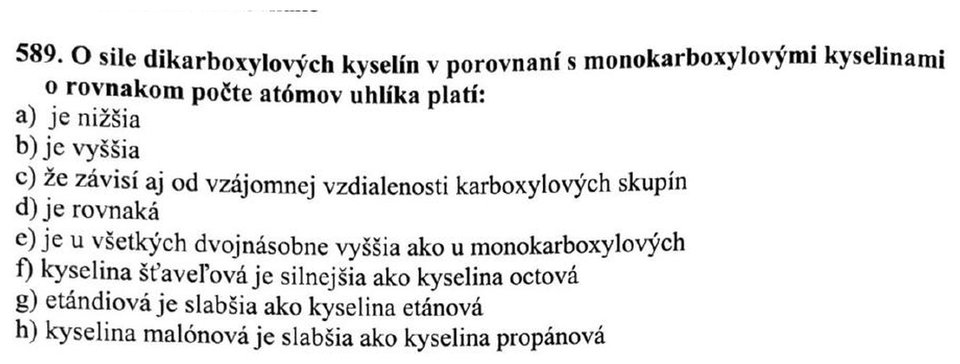 589. O sile dikarboxylových kyselín v porovnaní s monokarboxylovými kyselinami
o rovnakom počte atómov uhlíka platí:
a) je nižšia
b) je vyššia
c) že závisí aj od vzájomnej vzdialenosti karboxylových skupín
d) je rovnaká
e) je u všetkých dvojnásobne vyššia ako u monokarboxylových
f) kyselina šťaveľová je silnejšia ako kyselina octová
g) etándiová je slabšia ako kyselina etánová
h) kyselina malónová je slabšia ako kyselina propánová